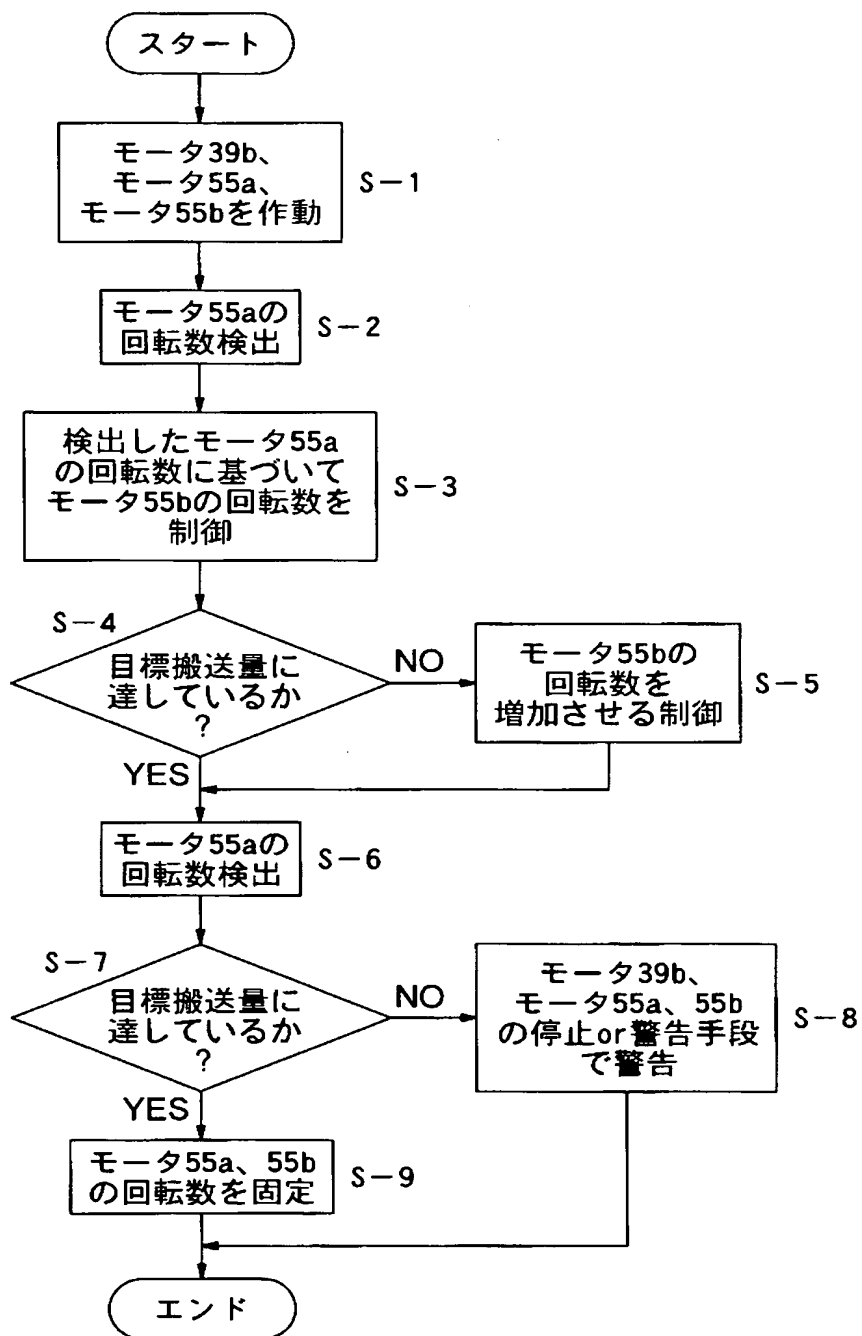 スタート
モータ39b、
モータ55a、
モータ55bを作動
S－1
モータ55aの
回転数検出
S－2
検出したモータ55a
の回転数に基づいて
モータ55bの回転数を
制御
S－3
S－4
目標搬送量に
達しているか
?
NO
YES
モータ55bの
回転数を
増加させる制御
S－5
モータ55aの
回転数検出
S－6
S－7
目標搬送量に
達しているか
?
NO
YES
モータ39b、
モータ55a、55b
の停止or警告手段
で警告
S－8
モータ55a、55b
の回転数を固定
S－9
エンド